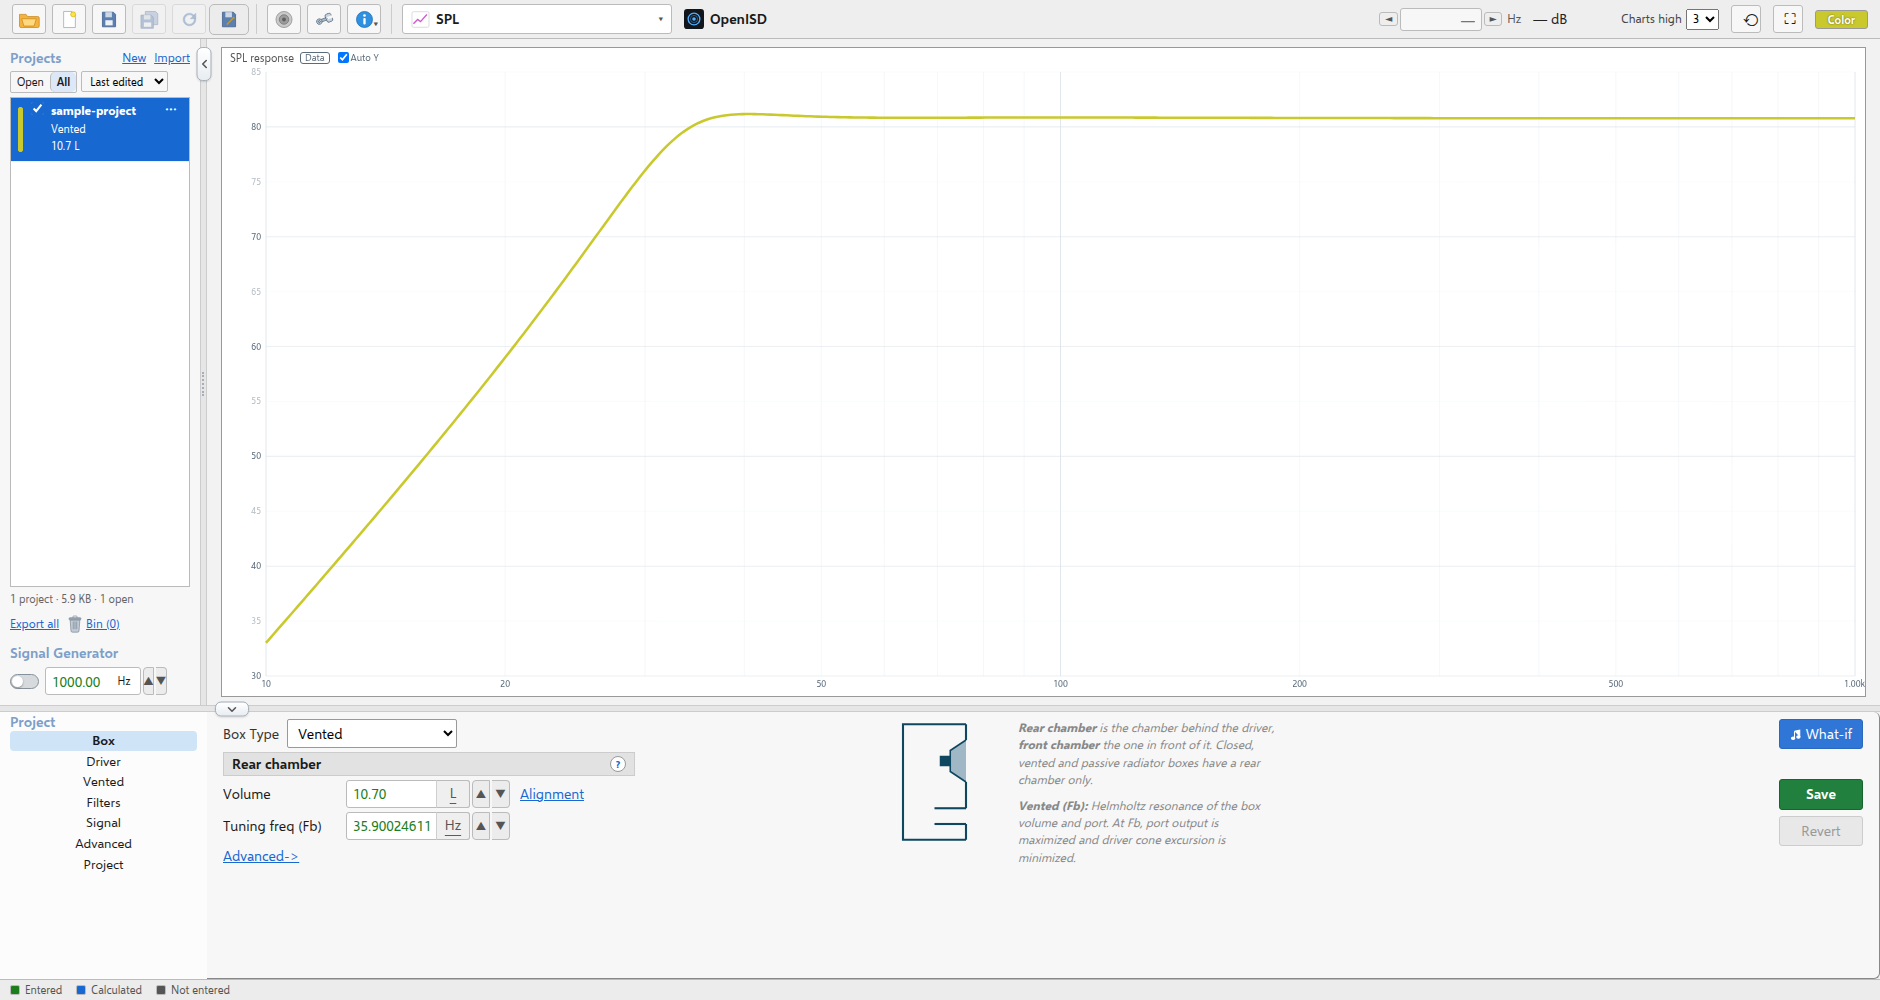 SPL
OpenISD
— Hz — dB
Charts high 3
Color
Projects New Import
Open All Last edited
sample-project
Vented
10.7 L
1 project · 5.9 KB · 1 open
Export all Bin (0)
Signal Generator
1000.00 Hz
SPL response Data Auto Y
85
80
75
70
65
60
55
50
45
40
35
30
10 20 50 100 200 500 1.00k
Project
Box
Driver
Vented
Filters
Signal
Advanced
Project
Box Type Vented
Rear chamber ?
Volume 10.70 L Alignment
Tuning freq (Fb) 35.90024611 Hz
Advanced->
Rear chamber is the chamber behind the driver,
front chamber the one in front of it. Closed,
vented and passive radiator boxes have a rear
chamber only.
Vented (Fb): Helmholtz resonance of the box
volume and port. At Fb, port output is
maximized and driver cone excursion is
minimized.
What-if
Save
Revert
Entered Calculated Not entered